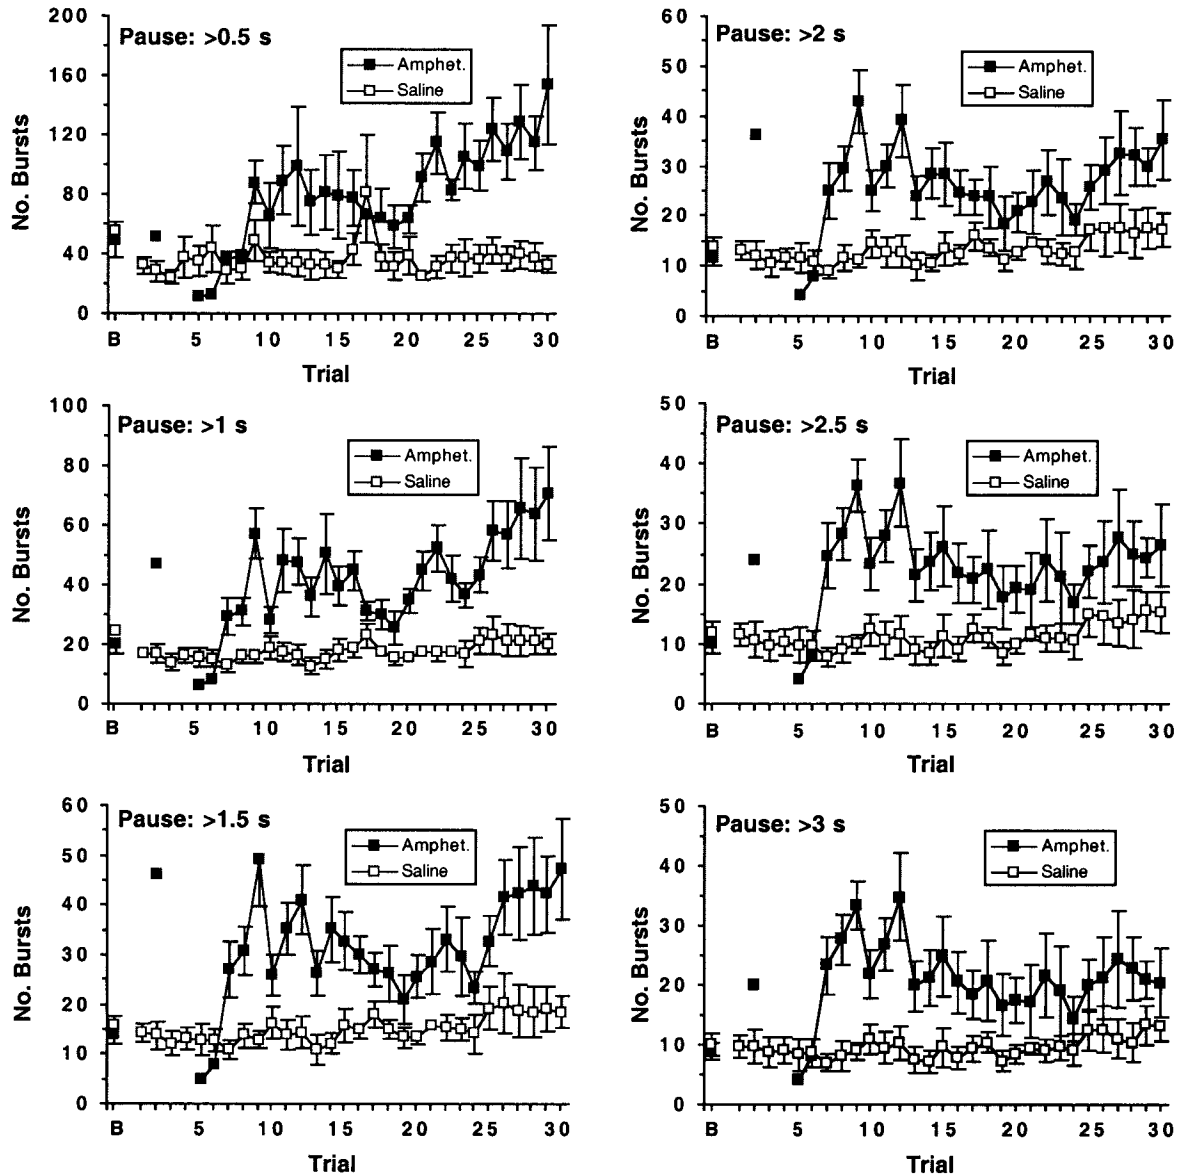 Pause: >0.5 s
Amphet.
Saline
No. Bursts
200
160
120
80
40
0
B 5 10 15 20 25 30
Trial
Pause: >2 s
Amphet.
Saline
No. Bursts
60
50
40
30
20
10
0
B 5 10 15 20 25 30
Trial
Pause: >1 s
Amphet.
Saline
No. Bursts
100
80
60
40
20
0
B 5 10 15 20 25 30
Trial
Pause: >2.5 s
Amphet.
Saline
No. Bursts
50
40
30
20
10
0
B 5 10 15 20 25 30
Trial
Pause: >1.5 s
Amphet.
Saline
No. Bursts
60
50
40
30
20
10
0
B 5 10 15 20 25 30
Trial
Pause: >3 s
Amphet.
Saline
No. Bursts
50
40
30
20
10
0
B 5 10 15 20 25 30
Trial